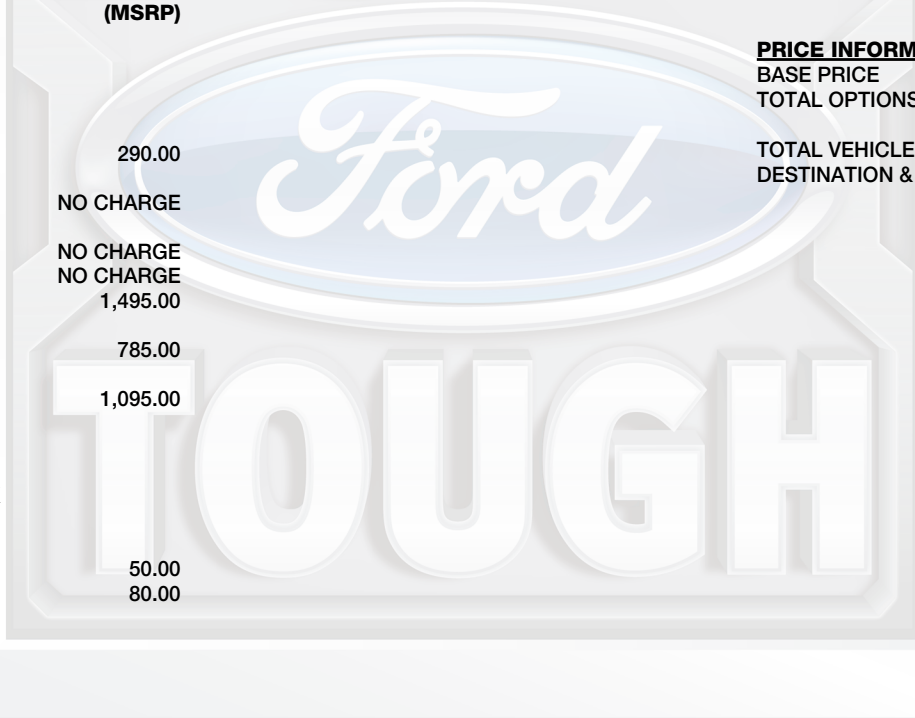 (MSRP)
290.00
NO CHARGE
NO CHARGE
NO CHARGE
1,495.00
785.00
1,095.00
50.00
80.00
PRICE INFORM
BASE PRICE
TOTAL OPTIONS
TOTAL VEHICLE
DESTINATION &
Ford
TOUGH